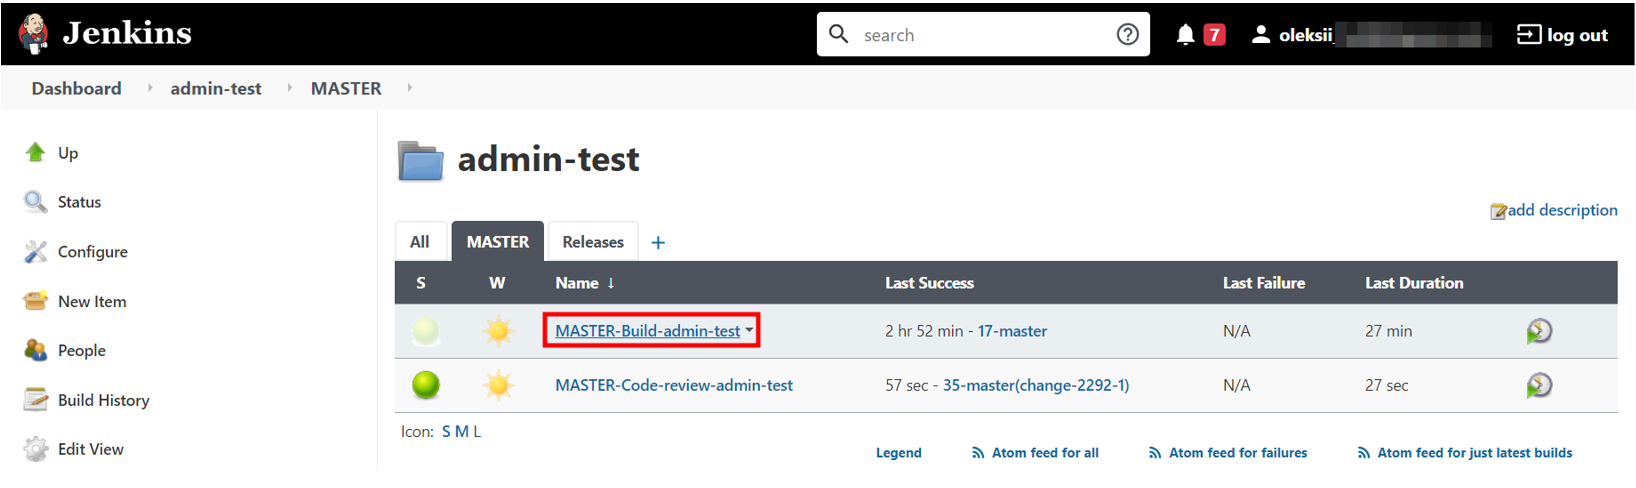 Jenkins
search
7
oleksii_
log out
Dashboard
admin-test
MASTER
Up
Status
Configure
New Item
People
Build History
Edit View
admin-test
add description
All
MASTER
Releases
+
S W Name ↓ Last Success Last Failure Last Duration
MASTER-Build-admin-test 2 hr 52 min - 17-master N/A 27 min
MASTER-Code-review-admin-test 57 sec - 35-master(change-2292-1) N/A 27 sec
Icon: S M L
Legend Atom feed for all Atom feed for failures Atom feed for just latest builds